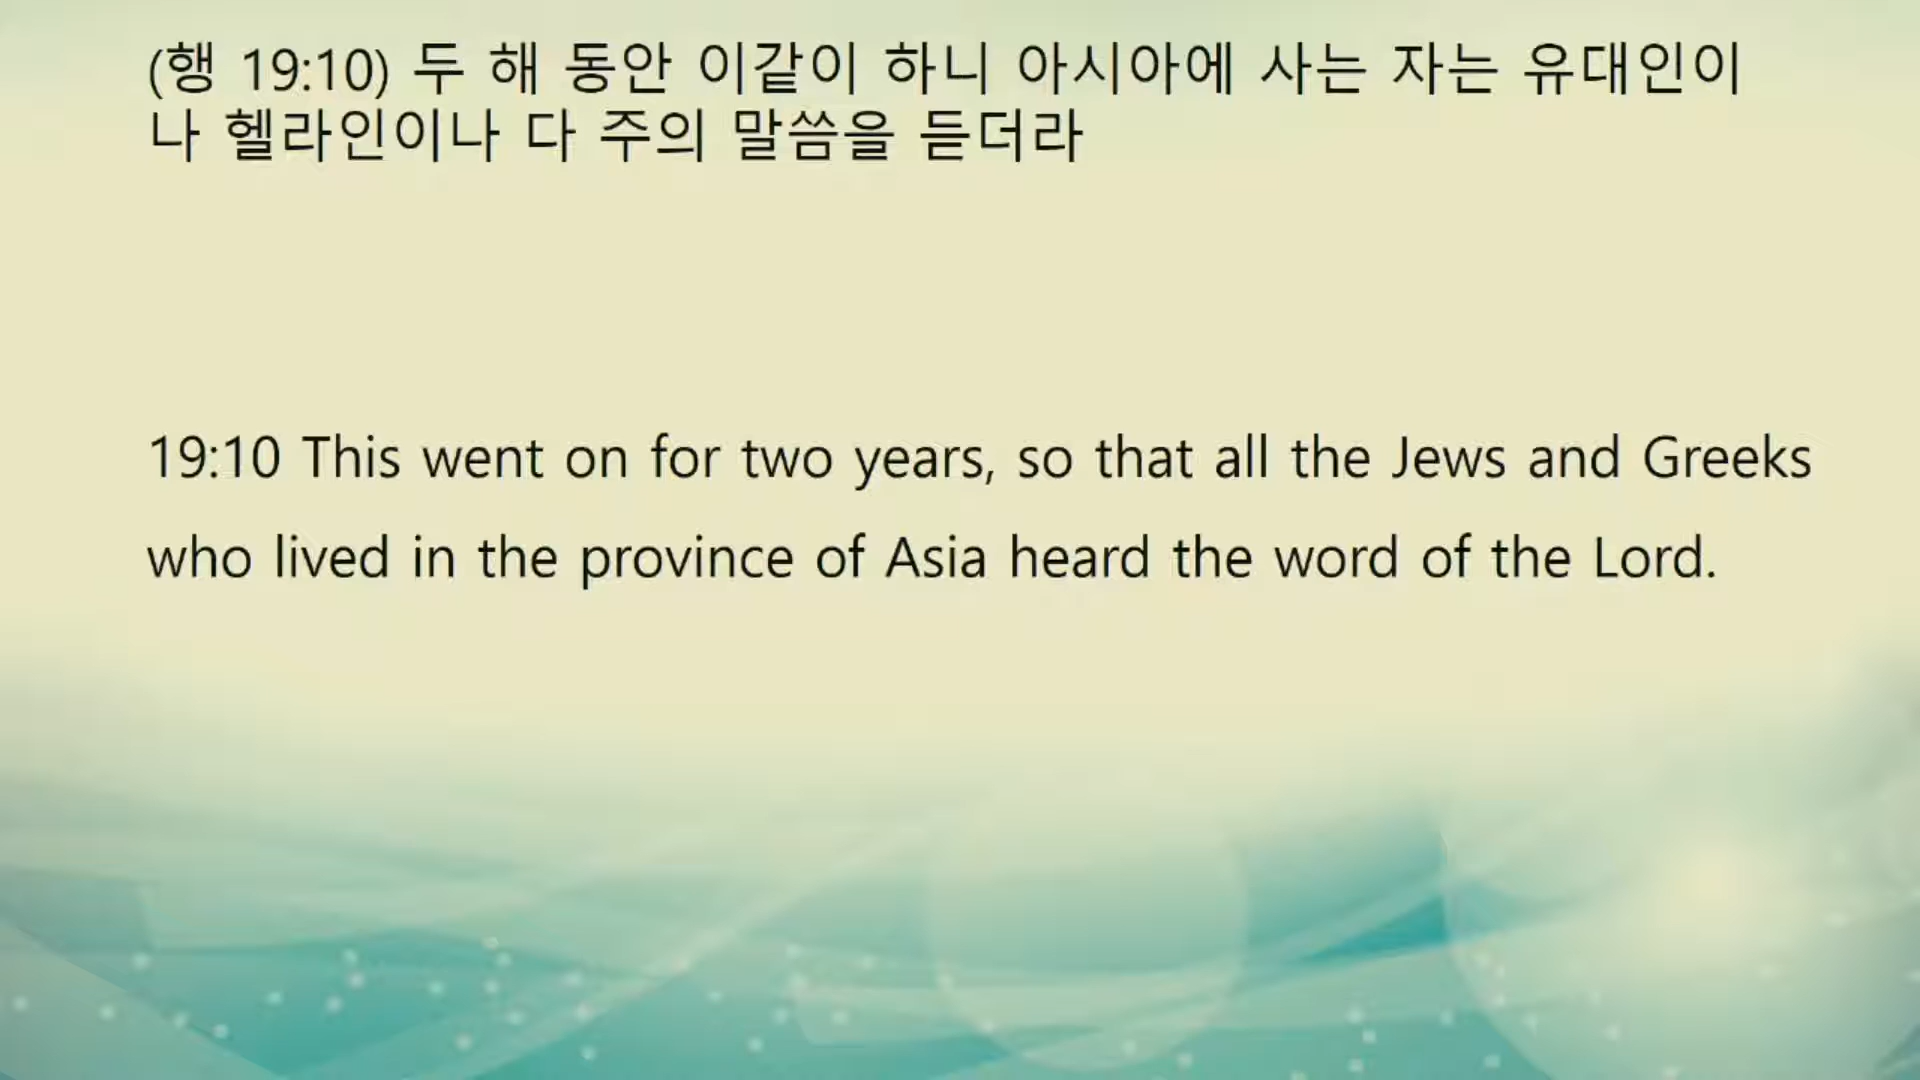 (행 19:10) 두 해 동안 이같이 하니 아시아에 사는 자는 유대인이
나 헬라인이나 다 주의 말씀을 듣더라
19:10 This went on for two years, so that all the Jews and Greeks
who lived in the province of Asia heard the word of the Lord.